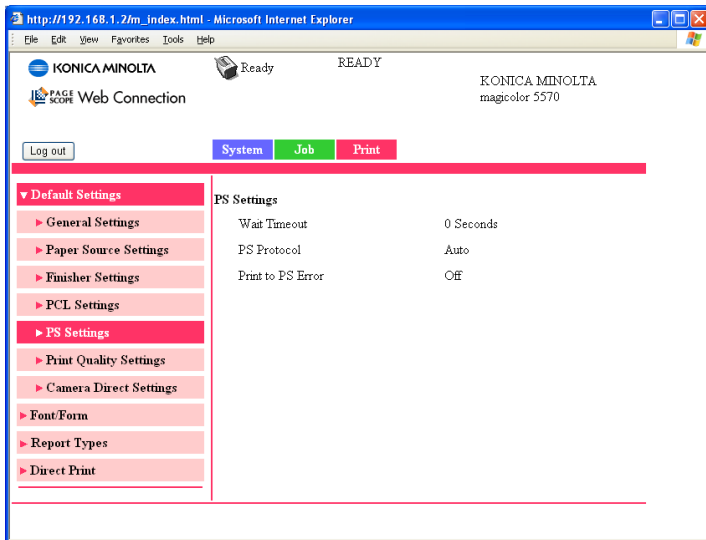 http://192.168.1.2/m_index.html - Microsoft Internet Explorer
File Edit View Favorites Tools Help
KONICA MINOLTA
Ready
READY
PAGE SCOPE Web Connection
KONICA MINOLTA
magicolor 5570
Log out
System Job Print
Default Settings
General Settings
Paper Source Settings
Finisher Settings
PCL Settings
PS Settings
Print Quality Settings
Camera Direct Settings
Font/Form
Report Types
Direct Print
PS Settings
Wait Timeout 0 Seconds
PS Protocol Auto
Print to PS Error Off